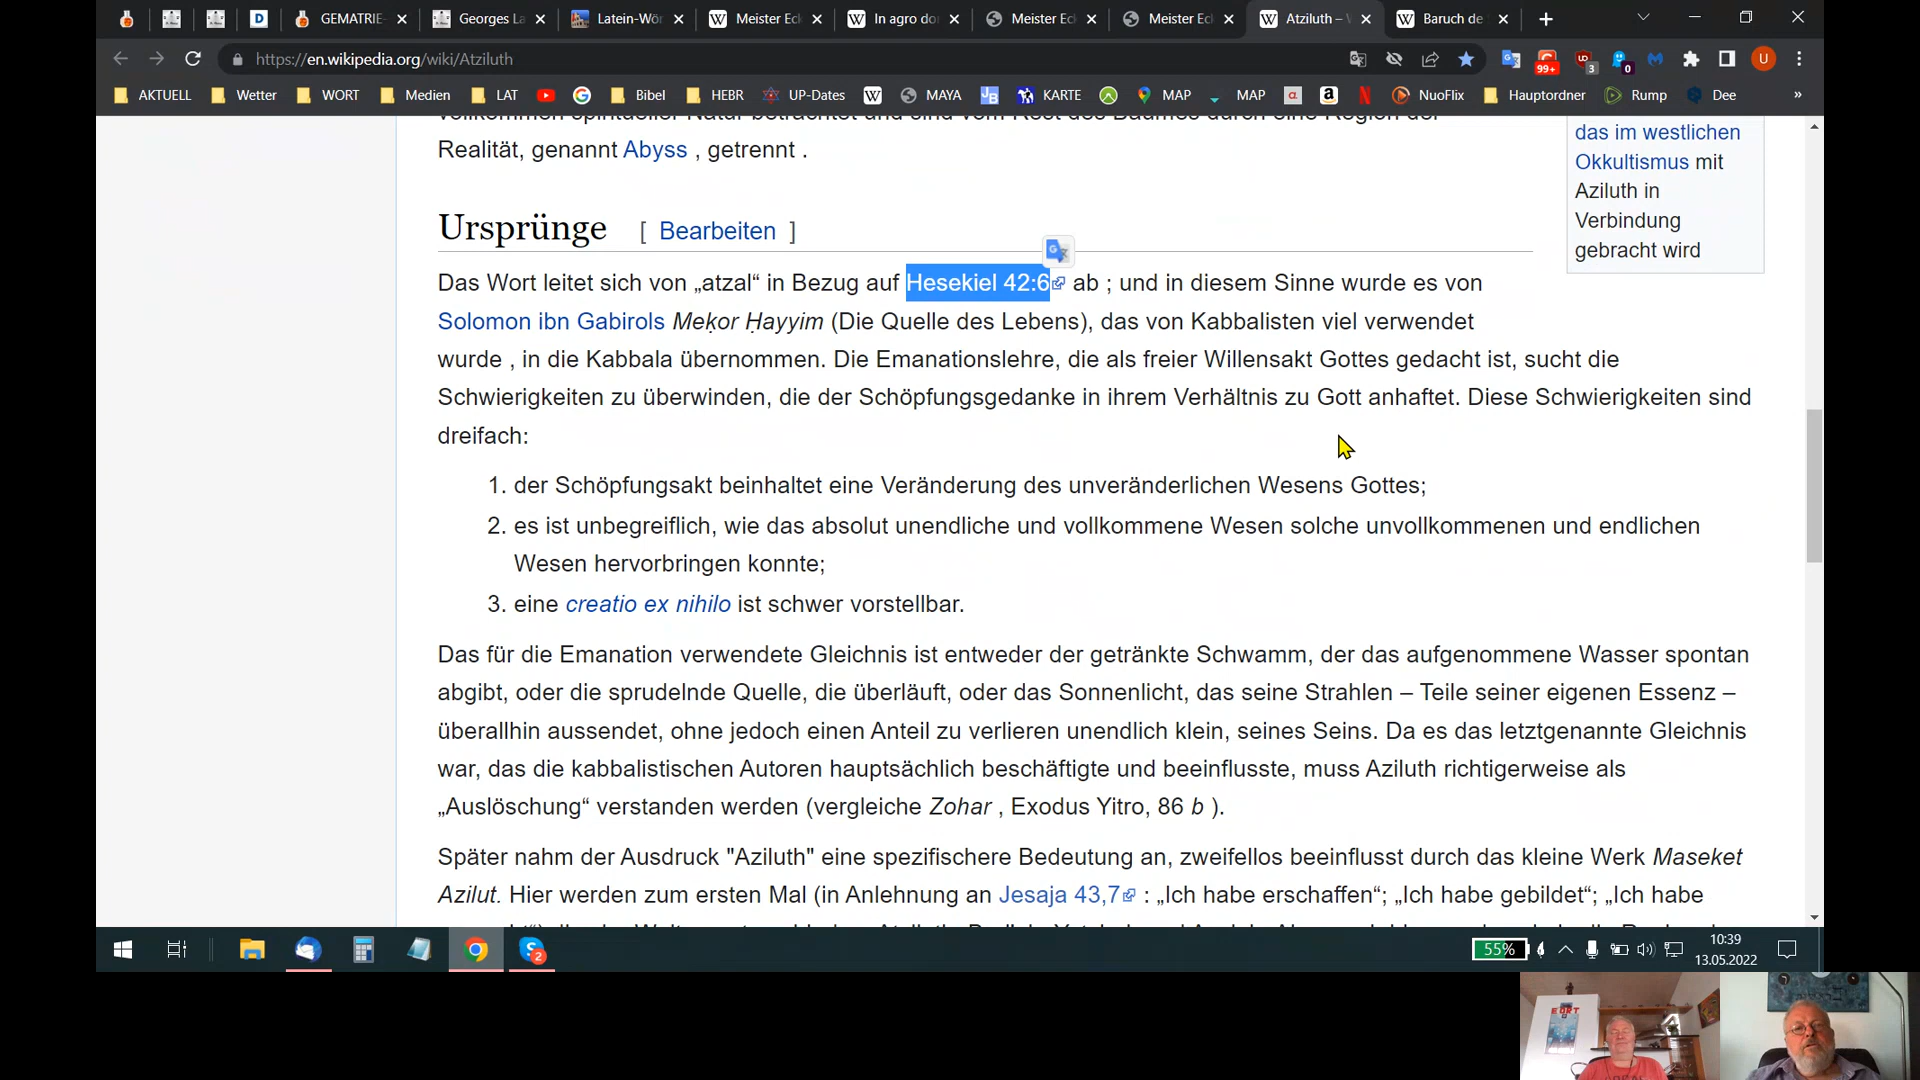 GEMATRIE-
Georges La
Latein-Wör
Meister Eck
In agro do
Meister Eck
Meister Eck
Atziluth –
Baruch de
https://en.wikipedia.org/wiki/Atziluth
99+
3
0
U
AKTUELL
Wetter
WORT
Medien
LAT
Bibel
HEBR
UP-Dates
MAYA
KARTE
MAP
MAP
NuoFlix
Hauptordner
Rump
Dee
»
Realität, genannt Abyss , getrennt .
das im westlichen
Okkultismus mit
Aziluth in
Verbindung
gebracht wird
Ursprünge [ Bearbeiten ]
Das Wort leitet sich von „atzal“ in Bezug auf Hesekiel 42:6 ab ; und in diesem Sinne wurde es von
Solomon ibn Gabirols Meḳor Ḥayyim (Die Quelle des Lebens), das von Kabbalisten viel verwendet
wurde , in die Kabbala übernommen. Die Emanationslehre, die als freier Willensakt Gottes gedacht ist, sucht die
Schwierigkeiten zu überwinden, die der Schöpfungsgedanke in ihrem Verhältnis zu Gott anhaftet. Diese Schwierigkeiten sind
dreifach:
1. der Schöpfungsakt beinhaltet eine Veränderung des unveränderlichen Wesens Gottes;
2. es ist unbegreiflich, wie das absolut unendliche und vollkommene Wesen solche unvollkommenen und endlichen
Wesen hervorbringen konnte;
3. eine creatio ex nihilo ist schwer vorstellbar.
Das für die Emanation verwendete Gleichnis ist entweder der getränkte Schwamm, der das aufgenommene Wasser spontan
abgibt, oder die sprudelnde Quelle, die überläuft, oder das Sonnenlicht, das seine Strahlen – Teile seiner eigenen Essenz –
überallhin aussendet, ohne jedoch einen Anteil zu verlieren unendlich klein, seines Seins. Da es das letztgenannte Gleichnis
war, das die kabbalistischen Autoren hauptsächlich beschäftigte und beeinflusste, muss Aziluth richtigerweise als
„Auslöschung“ verstanden werden (vergleiche Zohar , Exodus Yitro, 86 b ).
Später nahm der Ausdruck "Aziluth" eine spezifischere Bedeutung an, zweifellos beeinflusst durch das kleine Werk Maseket
Azilut. Hier werden zum ersten Mal (in Anlehnung an Jesaja 43,7 : „Ich habe erschaffen“; „Ich habe gebildet“; „Ich habe
2
55%
10:39
13.05.2022